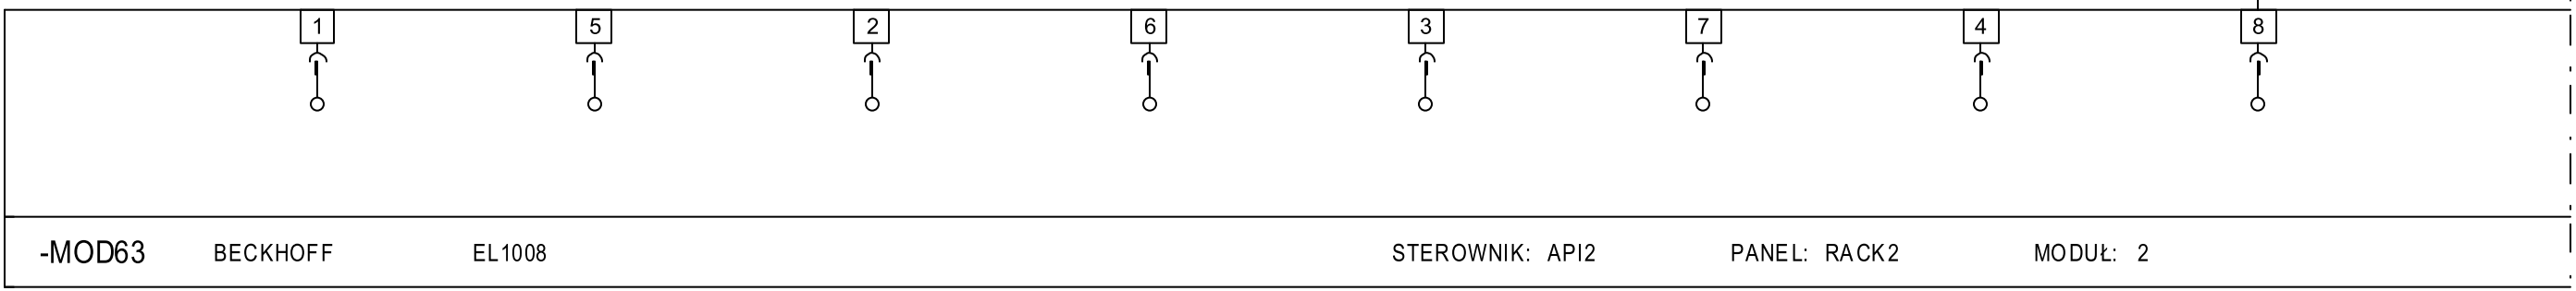 1 5 2 6 3 7 4 8
-MOD63 BECKHOFF EL1008 STEROWNIK: API2 PANEL: RACK2 MODUŁ: 2